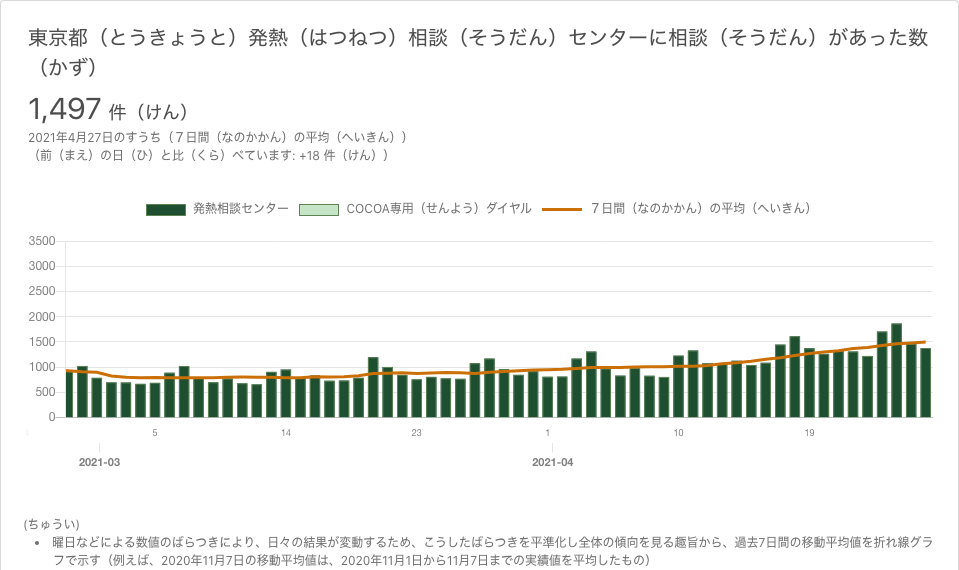 東京都（とうきょうと）発熱（はつねつ）相談（そうだん）センターに相談（そうだん）があった数
（かず）
1,497 件（けん）
2021年4月27日のすうち（７日間（なのかかん）の平均（へいきん））
（前（まえ）の日（ひ）と比（くら）べています: +18 件（けん））
発熱相談センター COCOA専用（せんよう）ダイヤル ７日間（なのかかん）の平均（へいきん）
3500
3000
2500
2000
1500
1000
500
0
5 14 23 1 10 19
2021-03 2021-04
(ちゅうい)
• 曜日などによる数値のばらつきにより、日々の結果が変動するため、こうしたばらつきを平準化し全体の傾向を見る趣旨から、過去7日間の移動平均値を折れ線グラ
フで示す（例えば、2020年11月7日の移動平均値は、2020年11月1日から11月7日までの実績値を平均したもの）